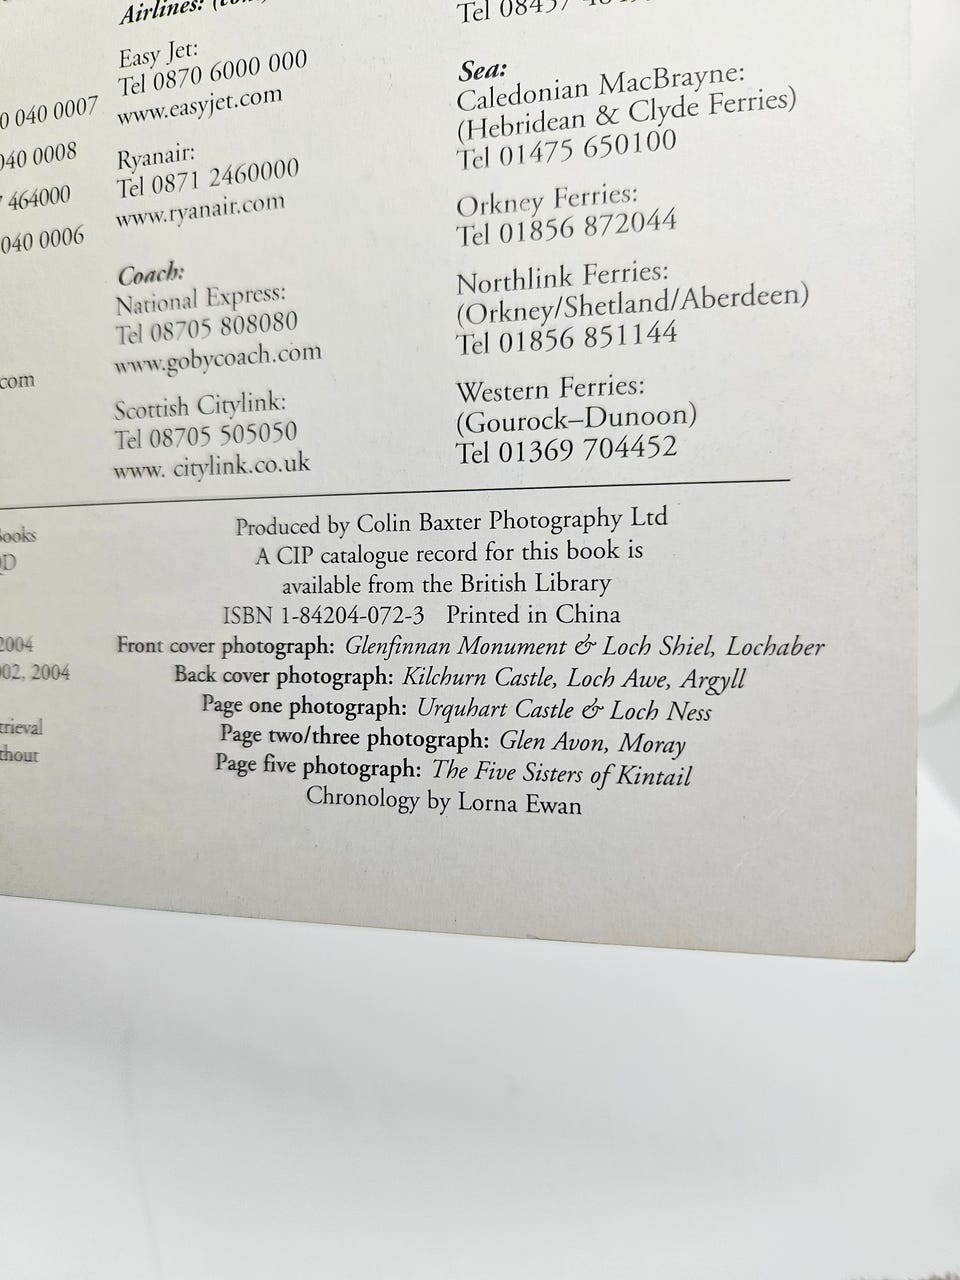 0 040 0007
040 0008
464000
040 0006
com
Books
2004
002, 2004
trieval
thout
Airlines:
Easy Jet:
Tel 0870 6000 000
www.easyjet.com
Ryanair:
Tel 0871 2460000
www.ryanair.com
Coach:
National Express:
Tel 08705 808080
www.gobycoach.com
Scottish Citylink:
Tel 08705 505050
www. citylink.co.uk
Tel 08457
Sea:
Caledonian MacBrayne:
(Hebridean & Clyde Ferries)
Tel 01475 650100
Orkney Ferries:
Tel 01856 872044
Northlink Ferries:
(Orkney/Shetland/Aberdeen)
Tel 01856 851144
Western Ferries:
(Gourock–Dunoon)
Tel 01369 704452
Produced by Colin Baxter Photography Ltd
A CIP catalogue record for this book is
available from the British Library
ISBN 1-84204-072-3 Printed in China
Front cover photograph: Glenfinnan Monument & Loch Shiel, Lochaber
Back cover photograph: Kilchurn Castle, Loch Awe, Argyll
Page one photograph: Urquhart Castle & Loch Ness
Page two/three photograph: Glen Avon, Moray
Page five photograph: The Five Sisters of Kintail
Chronology by Lorna Ewan